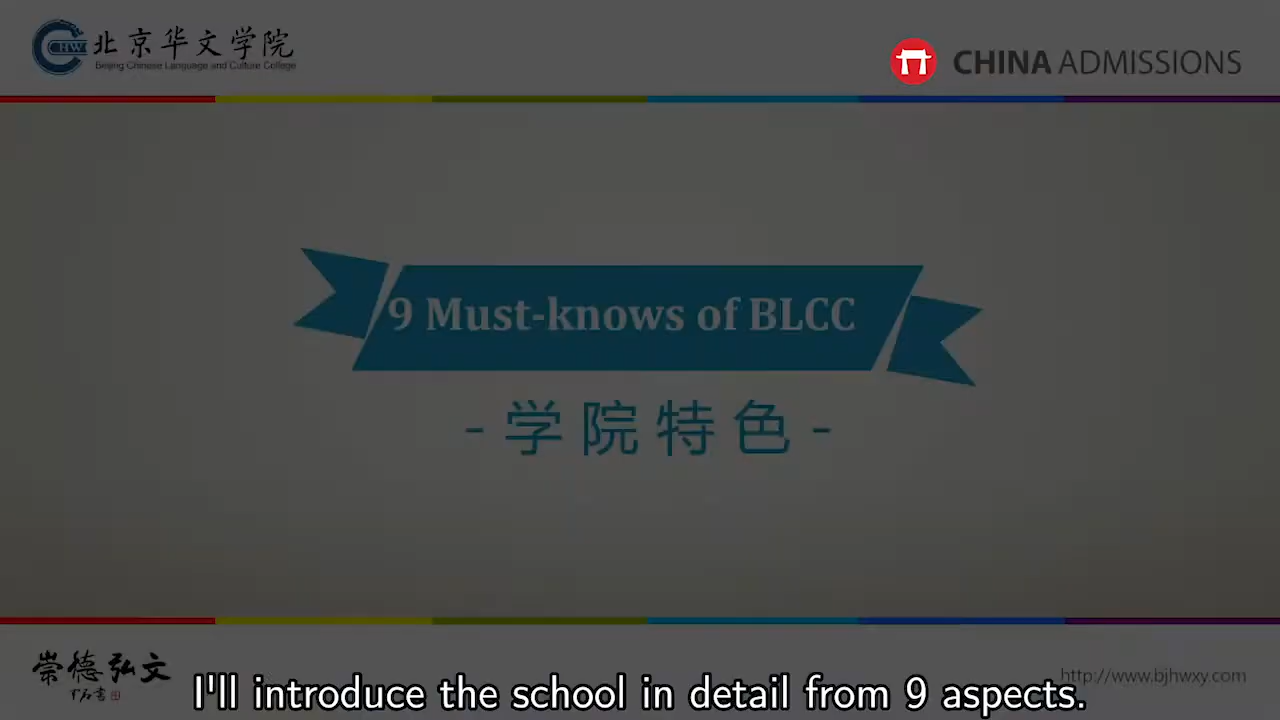 北京华文学院
Beijing Chinese Language and Culture College
CHINA ADMISSIONS
9 Must-knows of BLCC
- 学院特色 -
崇德弘文
http://www.bjhwxy.com
I'll introduce the school in detail from 9 aspects.